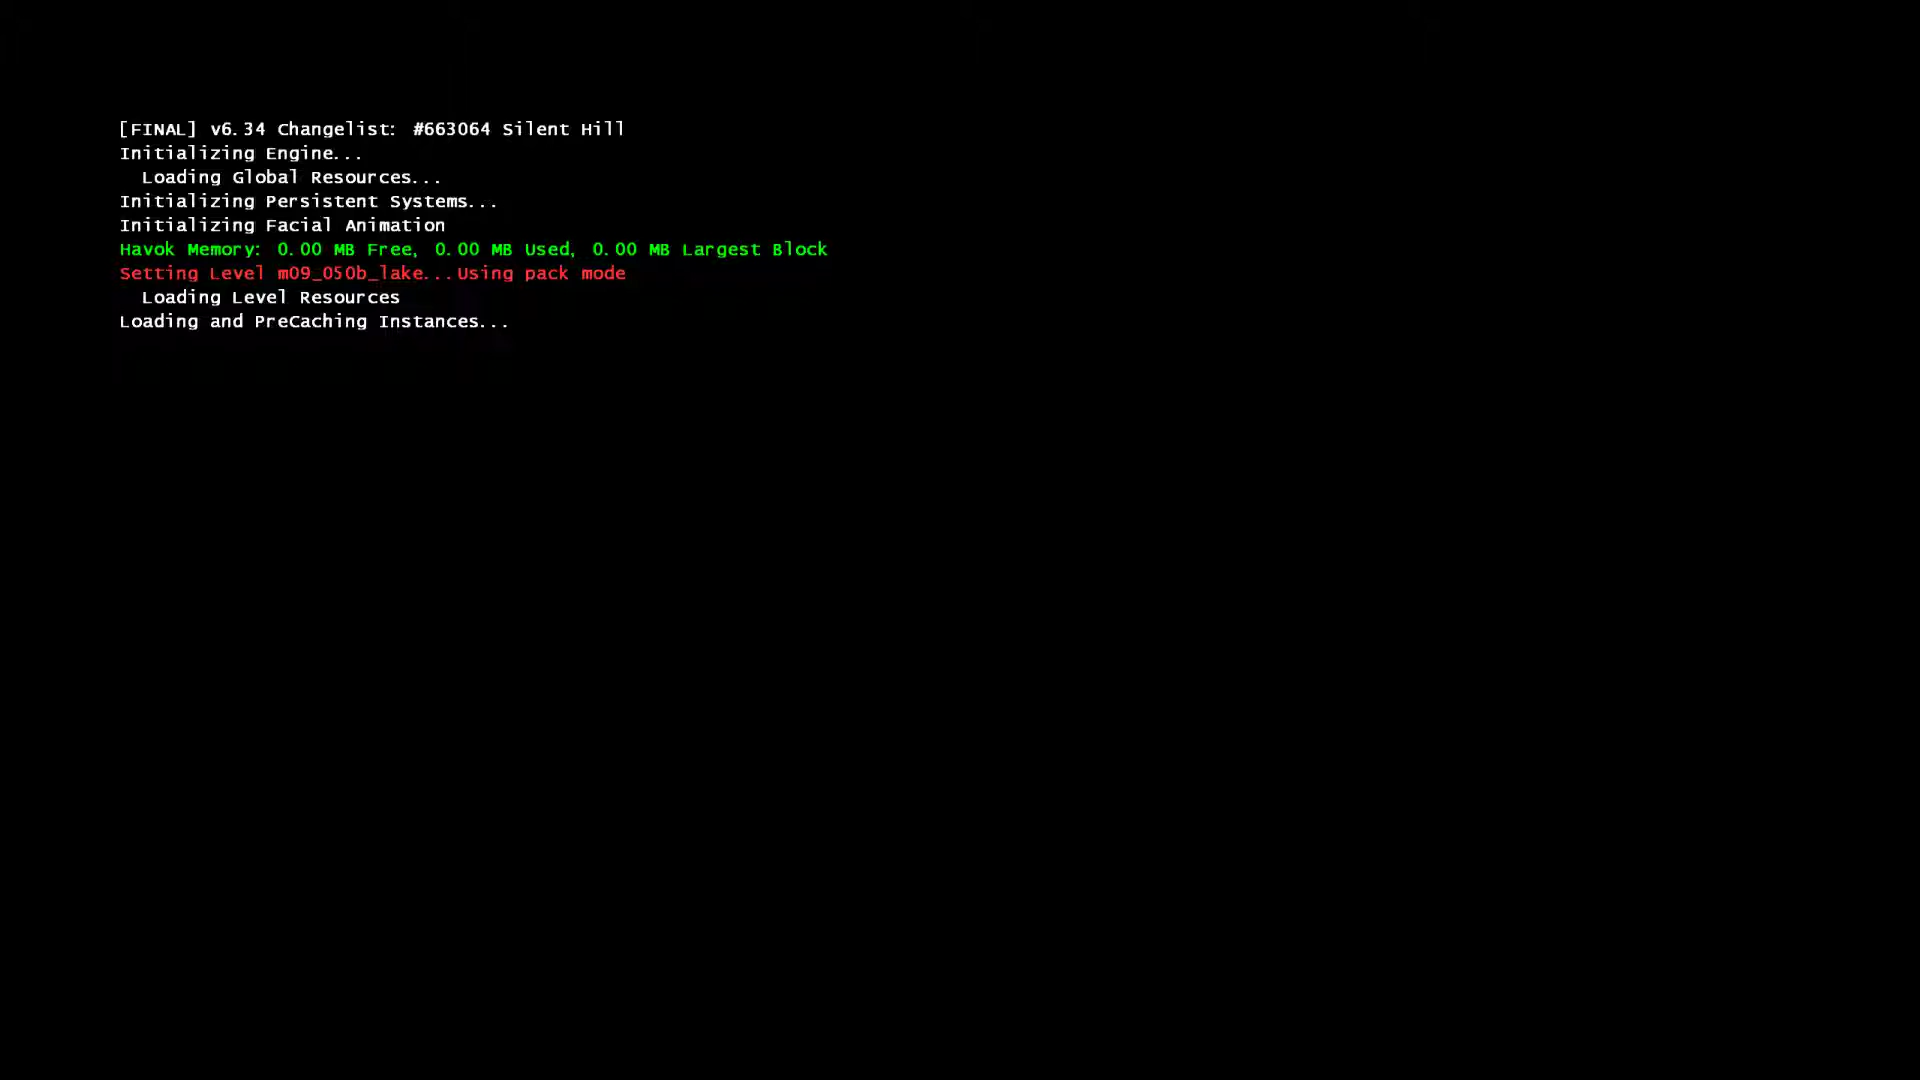 [FINAL] v6.34 Changelist: #663064 Silent Hill
Initializing Engine...
Loading Global Resources...
Initializing Persistent Systems...
Initializing Facial Animation
Havok Memory: 0.00 MB Free, 0.00 MB Used, 0.00 MB Largest Block
Setting Level m09_050b_lake...Using pack mode
Loading Level Resources
Loading and PreCaching Instances...